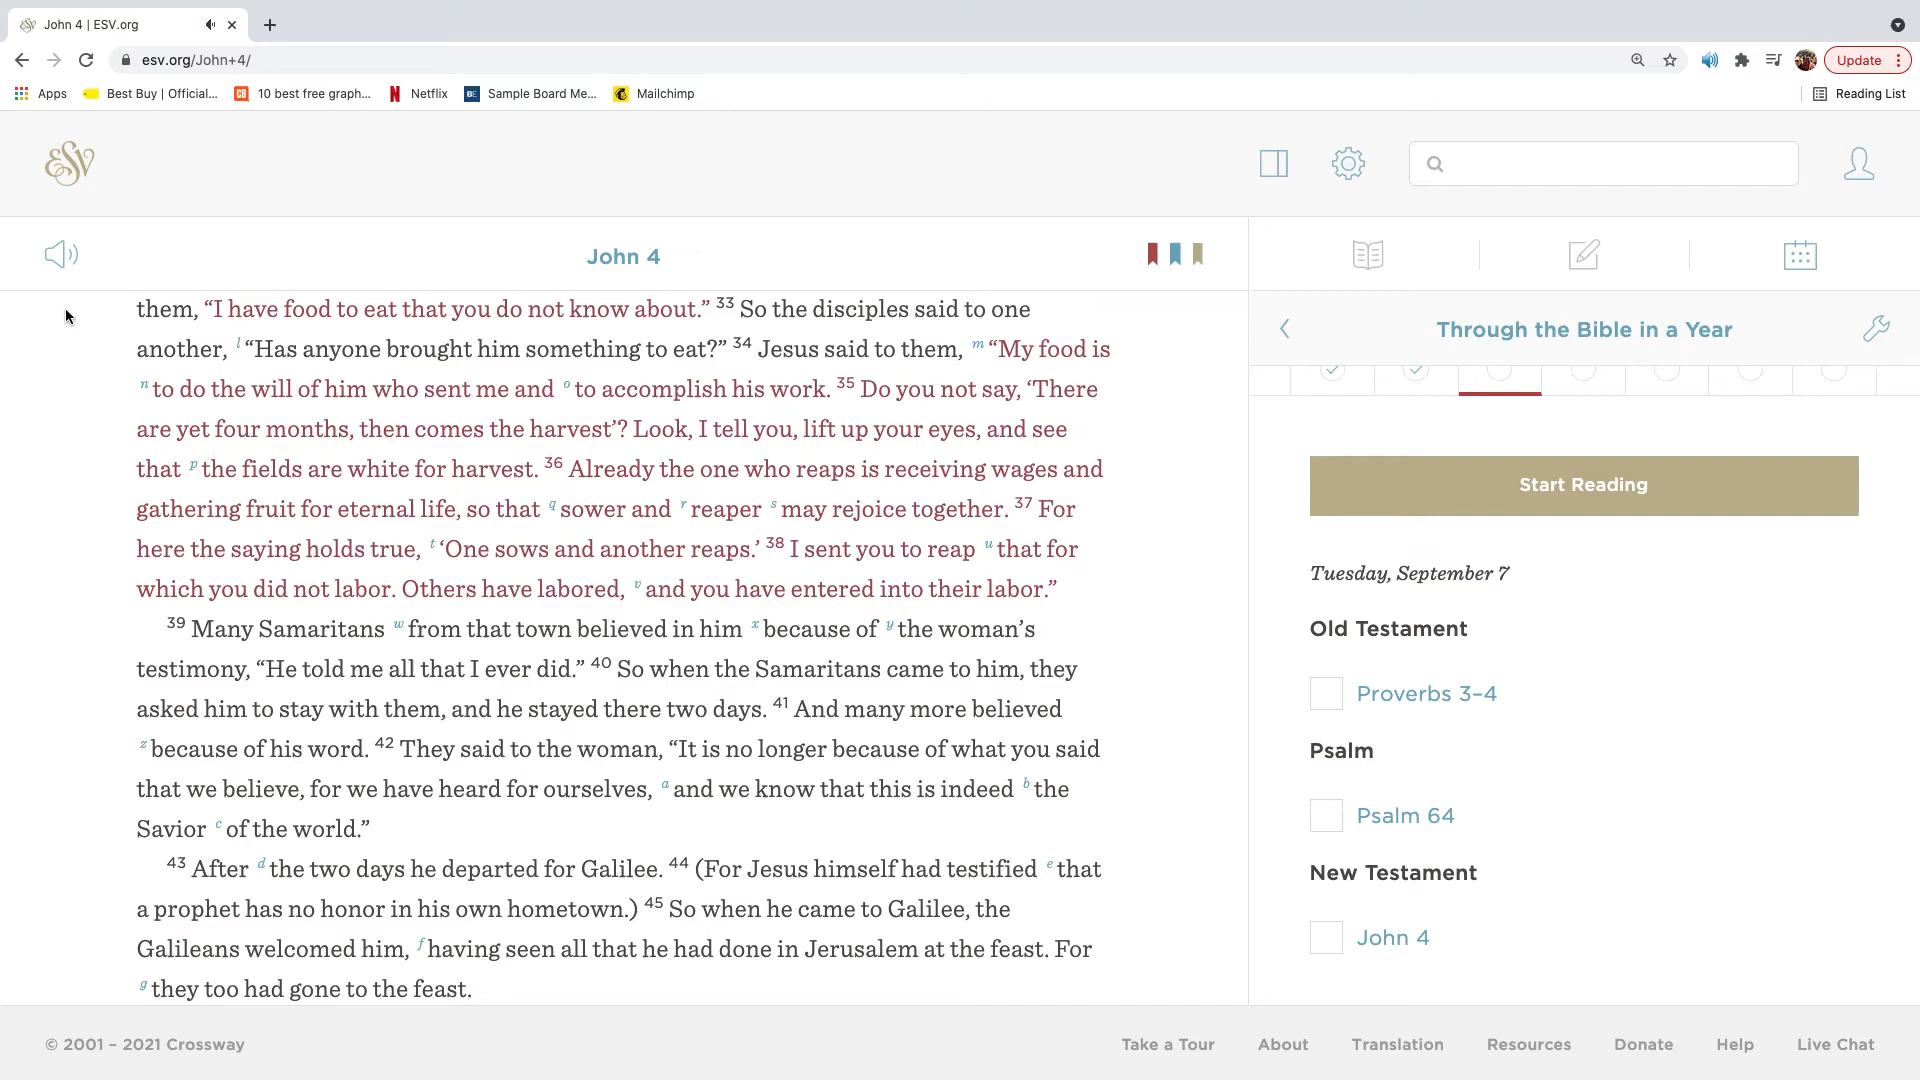 John 4 | ESV.org
esv.org/John+4/
Update
Apps
Best Buy | Official...
10 best free graph...
Netflix
Sample Board Me...
Mailchimp
Reading List
ESV
John 4
them, “I have food to eat that you do not know about.” 33 So the disciples said to one
another, l “Has anyone brought him something to eat?” 34 Jesus said to them, m “My food is
n to do the will of him who sent me and o to accomplish his work. 35 Do you not say, ‘There
are yet four months, then comes the harvest’? Look, I tell you, lift up your eyes, and see
that p the fields are white for harvest. 36 Already the one who reaps is receiving wages and
gathering fruit for eternal life, so that q sower and r reaper s may rejoice together. 37 For
here the saying holds true, t ‘One sows and another reaps.’ 38 I sent you to reap u that for
which you did not labor. Others have labored, v and you have entered into their labor.”
39 Many Samaritans w from that town believed in him x because of y the woman’s
testimony, “He told me all that I ever did.” 40 So when the Samaritans came to him, they
asked him to stay with them, and he stayed there two days. 41 And many more believed
z because of his word. 42 They said to the woman, “It is no longer because of what you said
that we believe, for we have heard for ourselves, a and we know that this is indeed b the
Savior c of the world.”
43 After d the two days he departed for Galilee. 44 (For Jesus himself had testified e that
a prophet has no honor in his own hometown.) 45 So when he came to Galilee, the
Galileans welcomed him, f having seen all that he had done in Jerusalem at the feast. For
g they too had gone to the feast.
Through the Bible in a Year
Start Reading
Tuesday, September 7
Old Testament
Proverbs 3–4
Psalm
Psalm 64
New Testament
John 4
© 2001 – 2021 Crossway
Take a Tour
About
Translation
Resources
Donate
Help
Live Chat